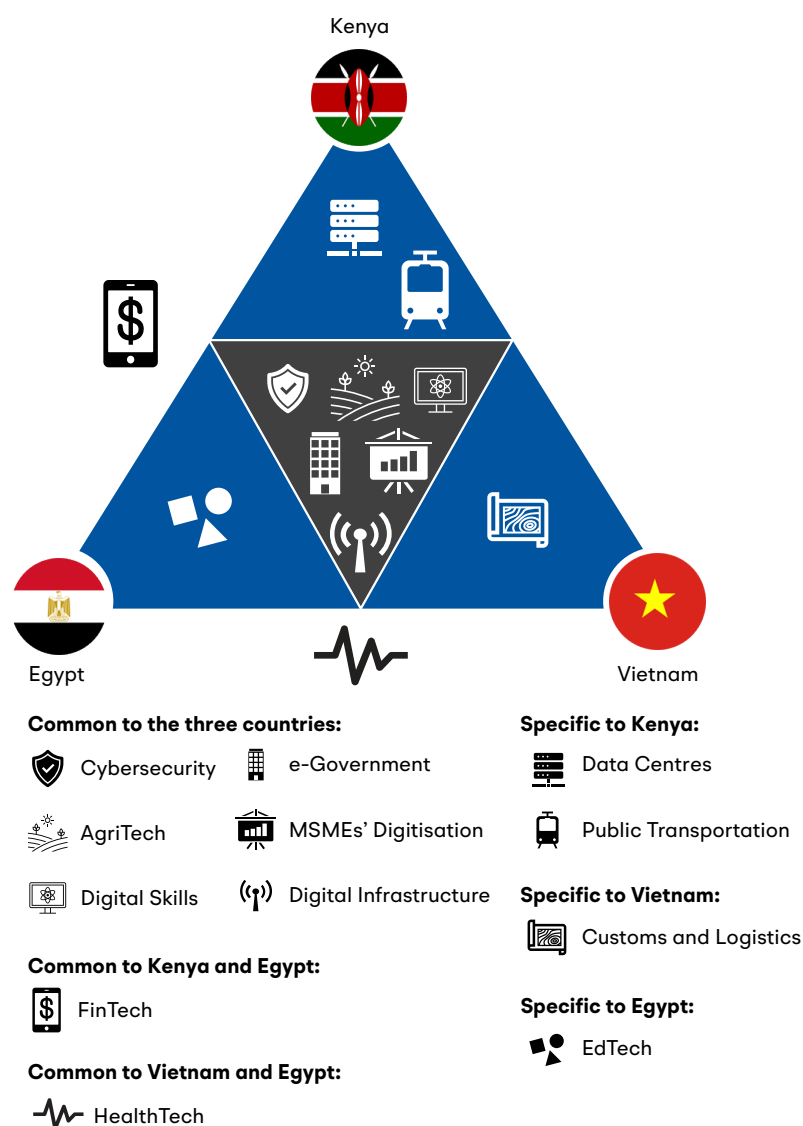 Kenya
$
Egypt
Vietnam
Common to the three countries:
Cybersecurity
e-Government
AgriTech
MSMEs’ Digitisation
Digital Skills
Digital Infrastructure
Common to Kenya and Egypt:
$
FinTech
Common to Vietnam and Egypt:
HealthTech
Specific to Kenya:
Data Centres
Public Transportation
Specific to Vietnam:
Customs and Logistics
Specific to Egypt:
EdTech